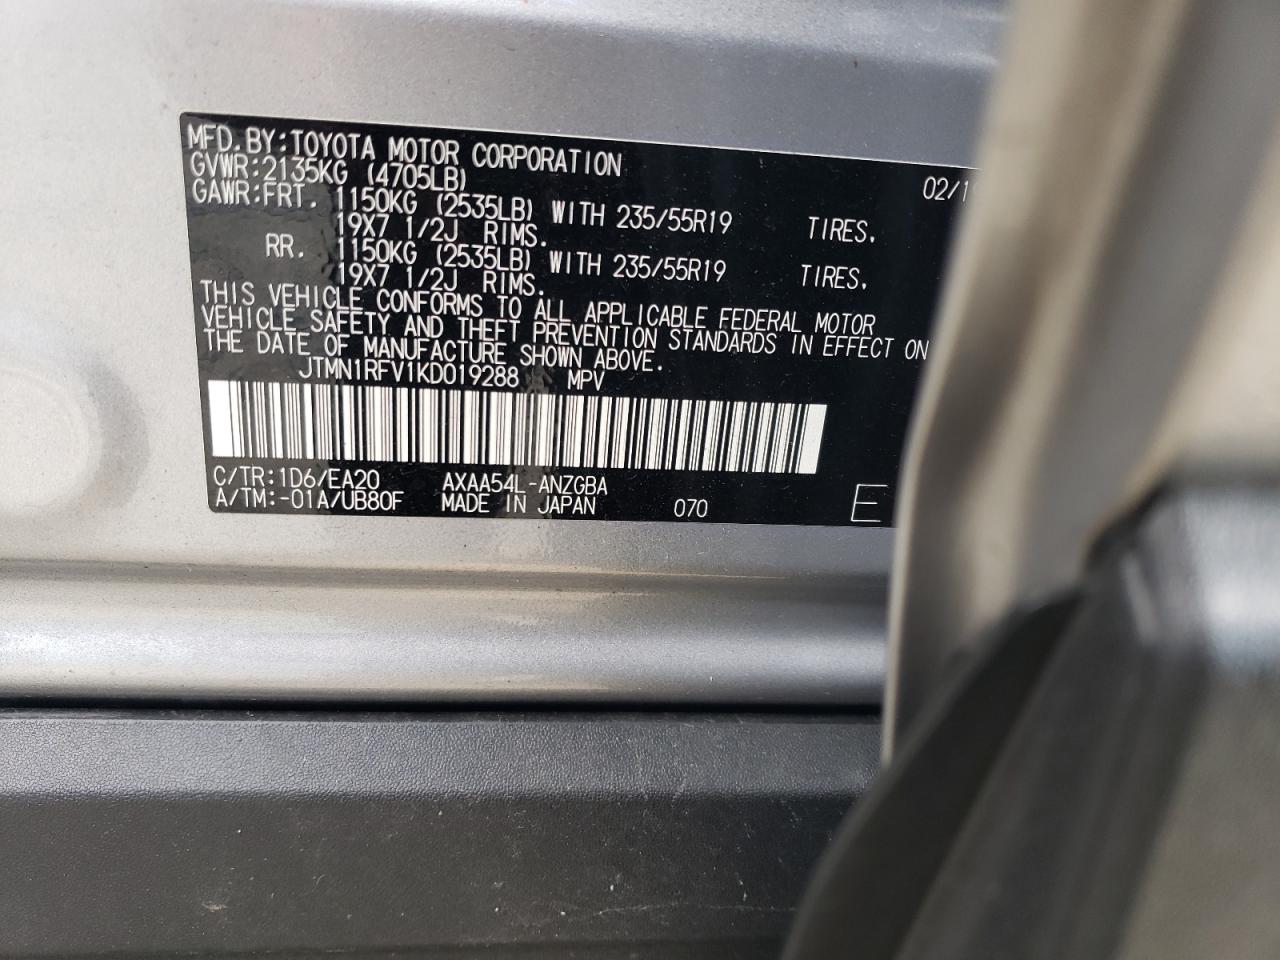 MFD.BY:TOYOTA MOTOR CORPORATION 02/19
GVWR:2135KG (4705LB)
GAWR:FRT. 1150KG (2535LB) WITH 235/55R19 TIRES.
19X7 1/2J RIMS.
RR. 1150KG (2535LB) WITH 235/55R19 TIRES.
19X7 1/2J RIMS.
THIS VEHICLE CONFORMS TO ALL APPLICABLE FEDERAL MOTOR
VEHICLE SAFETY AND THEFT PREVENTION STANDARDS IN EFFECT ON
THE DATE OF MANUFACTURE SHOWN ABOVE.
JTMN1RFV1KD019288 MPV
C/TR:1D6/EA20 AXAA54L-ANZGBA
A/TM:-01A/UB80F MADE IN JAPAN 070 E